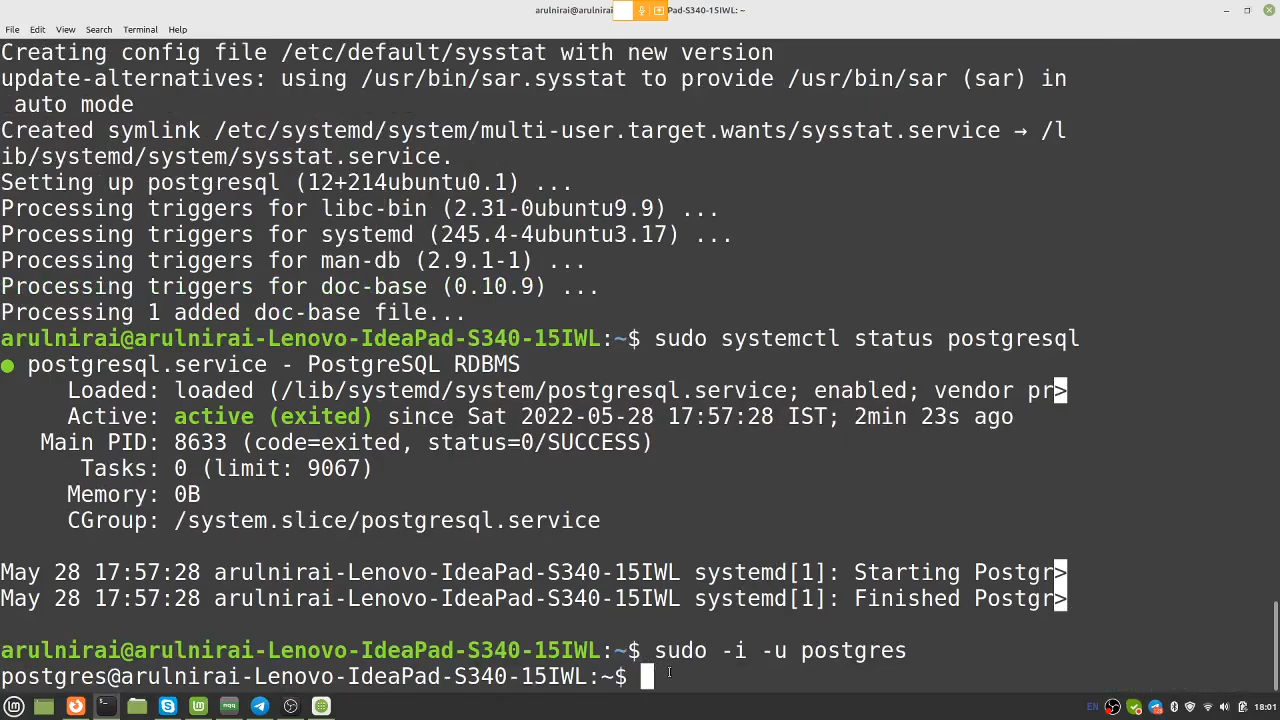 arulnirai@arulnirai Pad-S340-15IWL: ~
File Edit View Search Terminal Help
Creating config file /etc/default/sysstat with new version
update-alternatives: using /usr/bin/sar.sysstat to provide /usr/bin/sar (sar) in
 auto mode
Created symlink /etc/systemd/system/multi-user.target.wants/sysstat.service → /l
ib/systemd/system/sysstat.service.
Setting up postgresql (12+214ubuntu0.1) ...
Processing triggers for libc-bin (2.31-0ubuntu9.9) ...
Processing triggers for systemd (245.4-4ubuntu3.17) ...
Processing triggers for man-db (2.9.1-1) ...
Processing triggers for doc-base (0.10.9) ...
Processing 1 added doc-base file...
arulnirai@arulnirai-Lenovo-IdeaPad-S340-15IWL:~$ sudo systemctl status postgresql
● postgresql.service - PostgreSQL RDBMS
Loaded: loaded (/lib/systemd/system/postgresql.service; enabled; vendor pr>
Active: active (exited) since Sat 2022-05-28 17:57:28 IST; 2min 23s ago
Main PID: 8633 (code=exited, status=0/SUCCESS)
Tasks: 0 (limit: 9067)
Memory: 0B
CGroup: /system.slice/postgresql.service
May 28 17:57:28 arulnirai-Lenovo-IdeaPad-S340-15IWL systemd[1]: Starting Postgr>
May 28 17:57:28 arulnirai-Lenovo-IdeaPad-S340-15IWL systemd[1]: Finished Postgr>
arulnirai@arulnirai-Lenovo-IdeaPad-S340-15IWL:~$ sudo -i -u postgres
postgres@arulnirai-Lenovo-IdeaPad-S340-15IWL:~$
EN 18:01